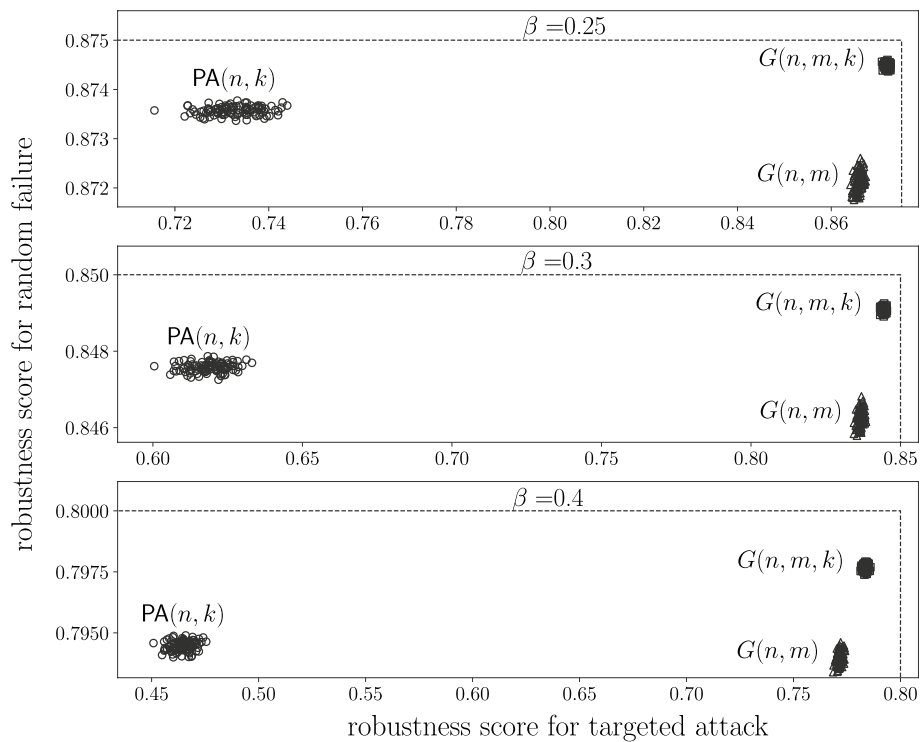 β =0.25
PA(n, k)
G(n, m, k)
G(n, m)
0.875
0.874
0.873
0.872
0.72 0.74 0.76 0.78 0.80 0.82 0.84 0.86
β =0.3
PA(n, k)
G(n, m, k)
G(n, m)
0.850
0.848
0.846
0.60 0.65 0.70 0.75 0.80 0.85
β =0.4
PA(n, k)
G(n, m, k)
G(n, m)
0.8000
0.7975
0.7950
0.45 0.50 0.55 0.60 0.65 0.70 0.75 0.80
robustness score for random failure
robustness score for targeted attack